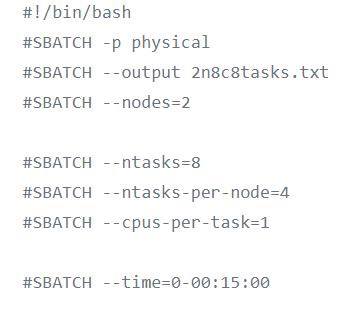 #!/bin/bash
#SBATCH -p physical
#SBATCH --output 2n8c8tasks.txt
#SBATCH --nodes=2
#SBATCH --ntasks=8
#SBATCH --ntasks-per-node=4
#SBATCH --cpus-per-task=1
#SBATCH --time=0-00:15:00